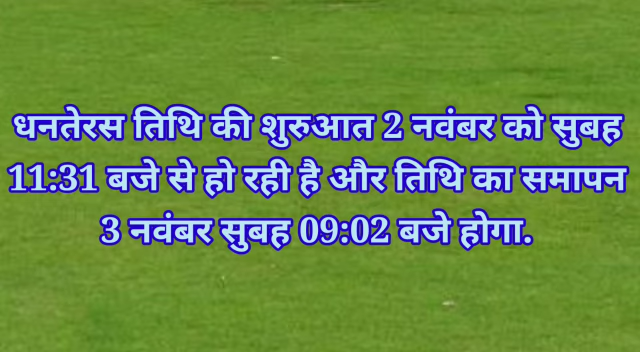 धनतेरस तिथि की शुरुआत 2 नवंबर को सुबह
11:31 बजे से हो रही है और तिथि का समापन
3 नवंबर सुबह 09:02 बजे होगा.